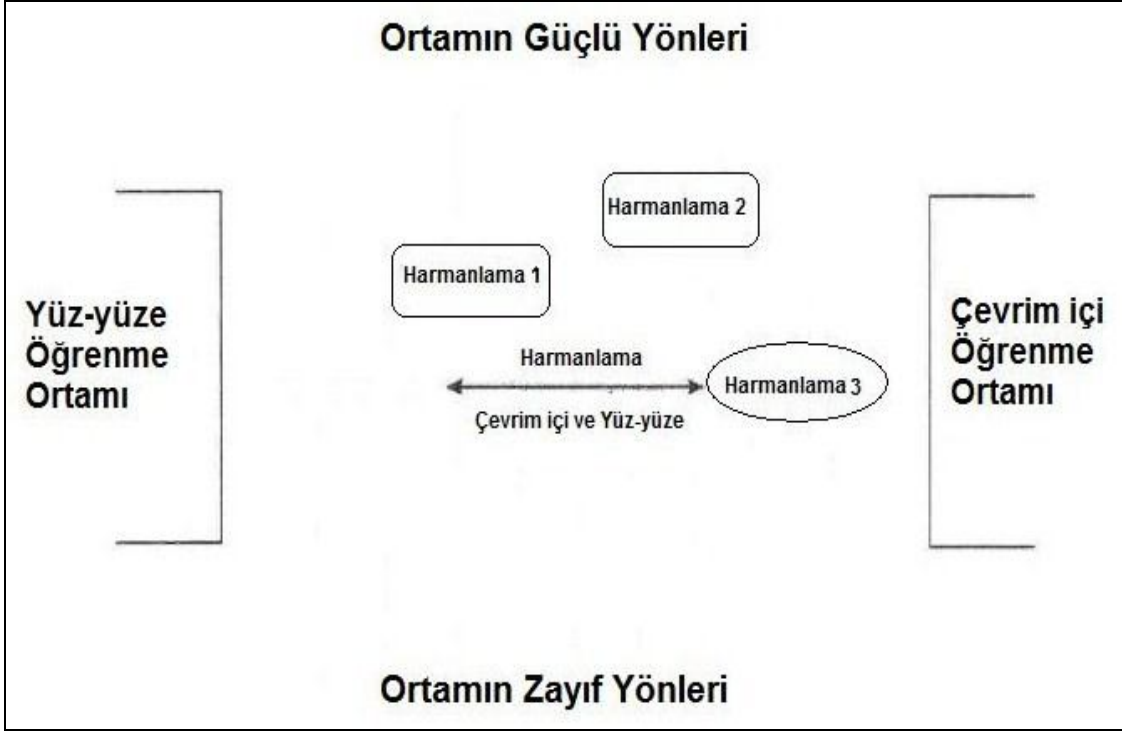 Ortamın Güçlü Yönleri
Harmanlama 2
Harmanlama 1
Yüz-yüze
Öğrenme
Ortamı
Harmanlama
Çevrim içi ve Yüz-yüze
Harmanlama 3
Çevrim içi
Öğrenme
Ortamı
Ortamın Zayıf Yönleri